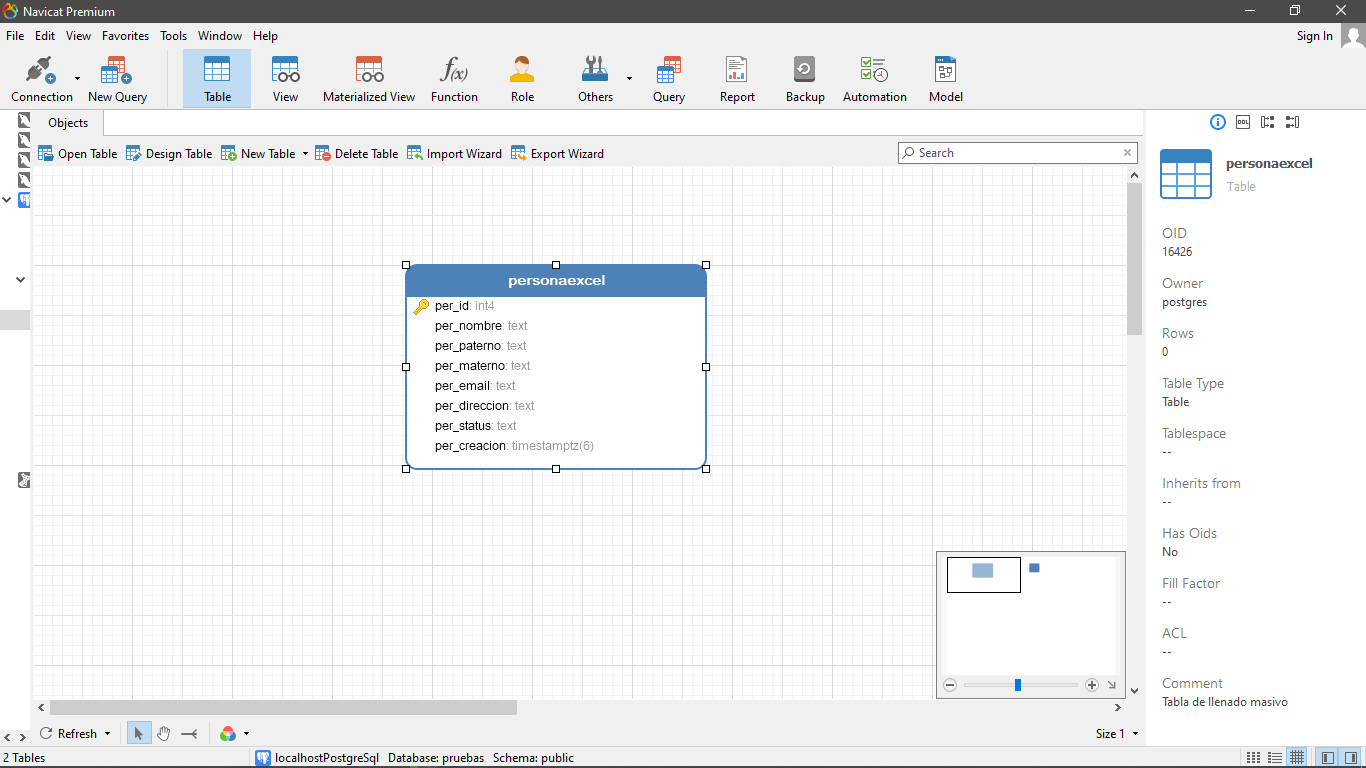 Navicat Premium
File Edit View Favorites Tools Window Help Sign In
Connection New Query Table View Materialized View Function Role Others Query Report Backup Automation Model
Objects
Open Table Design Table New Table Delete Table Import Wizard Export Wizard Search
personaexcel
per_id: int4
per_nombre: text
per_paterno: text
per_materno: text
per_email: text
per_direccion: text
per_status: text
per_creacion: timestamptz(6)
DDL
personaexcel
Table
OID
16426
Owner
postgres
Rows
0
Table Type
Table
Tablespace
--
Inherits from
--
Has Oids
No
Fill Factor
--
ACL
--
Comment
Tabla de llenado masivo
Refresh Size 1
2 Tables localhostPostgreSql Database: pruebas Schema: public